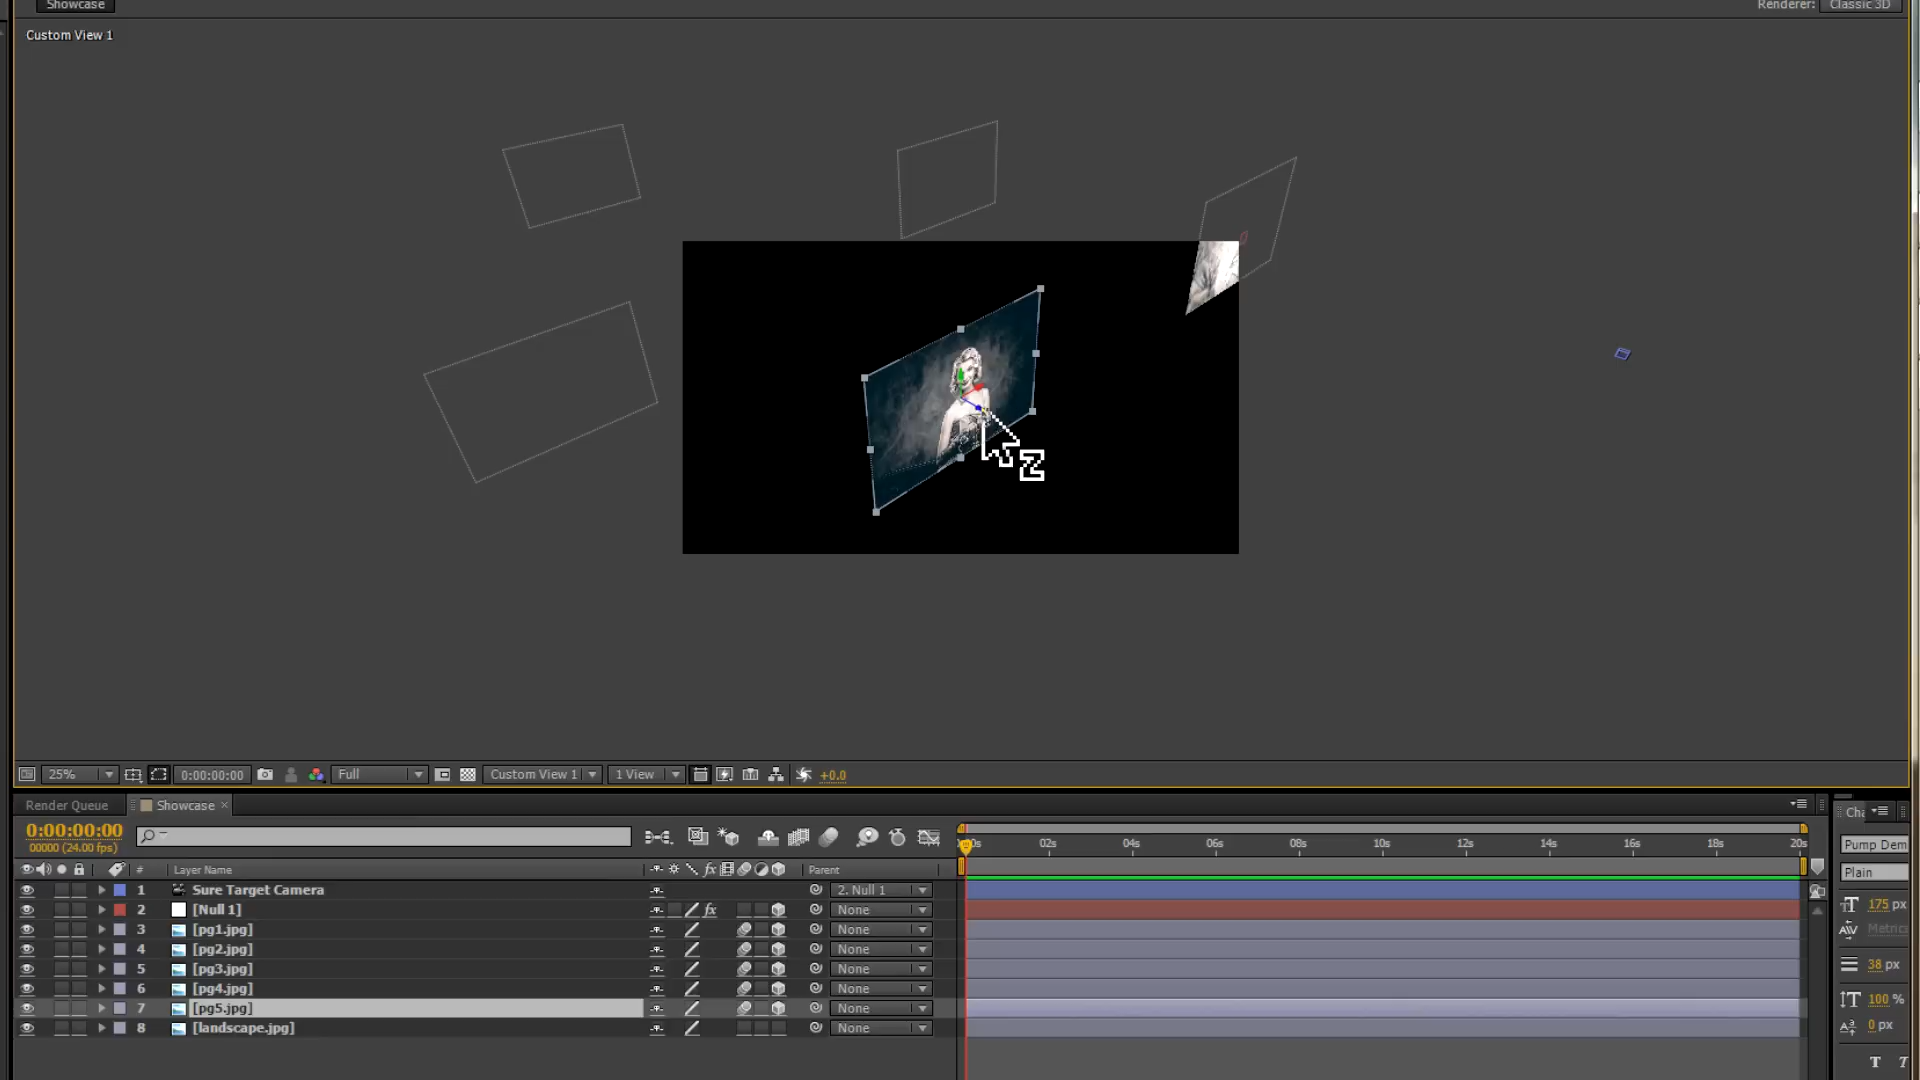 Showcase
Renderer: Classic 3D
Custom View 1
Z
25% 0:00:00:00 Full Custom View 1 1 View +0.0
Render Queue Showcase ×
0:00:00:00
00000 (24.00 fps)
02s 04s 06s 08s 10s 12s 14s 16s 18s 20s
# Layer Name fx Parent
1 Sure Target Camera 2. Null 1
2 [Null 1] fx None
3 [pg1.jpg] None
4 [pg2.jpg] None
5 [pg3.jpg] None
6 [pg4.jpg] None
7 [pg5.jpg] None
8 [landscape.jpg] None
Cha
Pump Dem
Plain
175 px
Metrics
38 px
100 %
0 px
T T